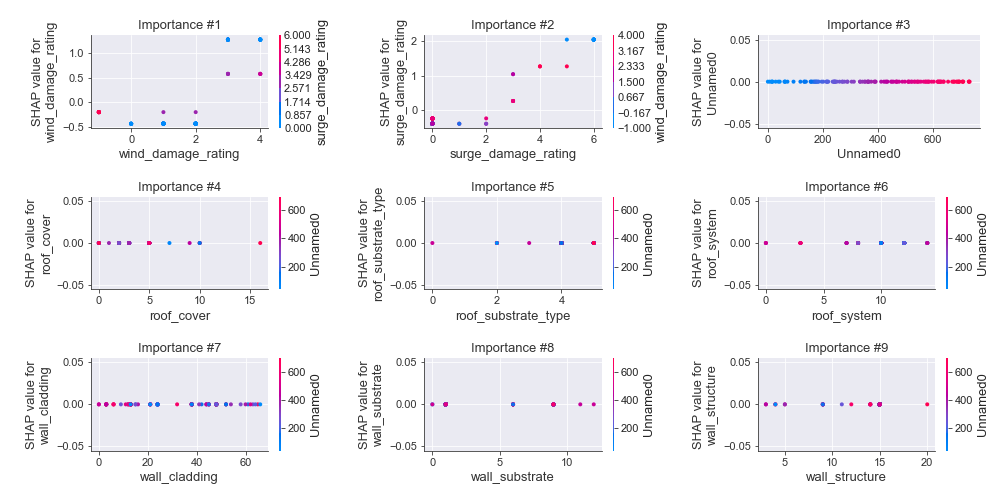 Importance #1
SHAP value for
wind_damage_rating
1.0
0.5
0.0
−0.5
0
2
4
wind_damage_rating
6.000
5.143
4.286
3.429
2.571
1.714
0.857
0.000
surge_damage_rating
Importance #2
SHAP value for
surge_damage_rating
2
1
0
0
2
4
6
surge_damage_rating
4.000
3.167
2.333
1.500
0.667
−0.167
−1.000
wind_damage_rating
Importance #3
SHAP value for
Unnamed0
0.05
0.00
−0.05
0
200
400
600
Unnamed0
Importance #4
SHAP value for
roof_cover
0.05
0.00
−0.05
0
5
10
15
roof_cover
600
400
200
Unnamed0
Importance #5
SHAP value for
roof_substrate_type
0.05
0.00
−0.05
0
2
4
roof_substrate_type
600
400
200
Unnamed0
Importance #6
SHAP value for
roof_system
0.05
0.00
−0.05
0
5
10
roof_system
600
400
200
Unnamed0
Importance #7
SHAP value for
wall_cladding
0.05
0.00
−0.05
0
20
40
60
wall_cladding
600
400
200
Unnamed0
Importance #8
SHAP value for
wall_substrate
0.05
0.00
−0.05
0
5
10
wall_substrate
600
400
200
Unnamed0
Importance #9
SHAP value for
wall_structure
0.05
0.00
−0.05
5
10
15
20
wall_structure
600
400
200
Unnamed0